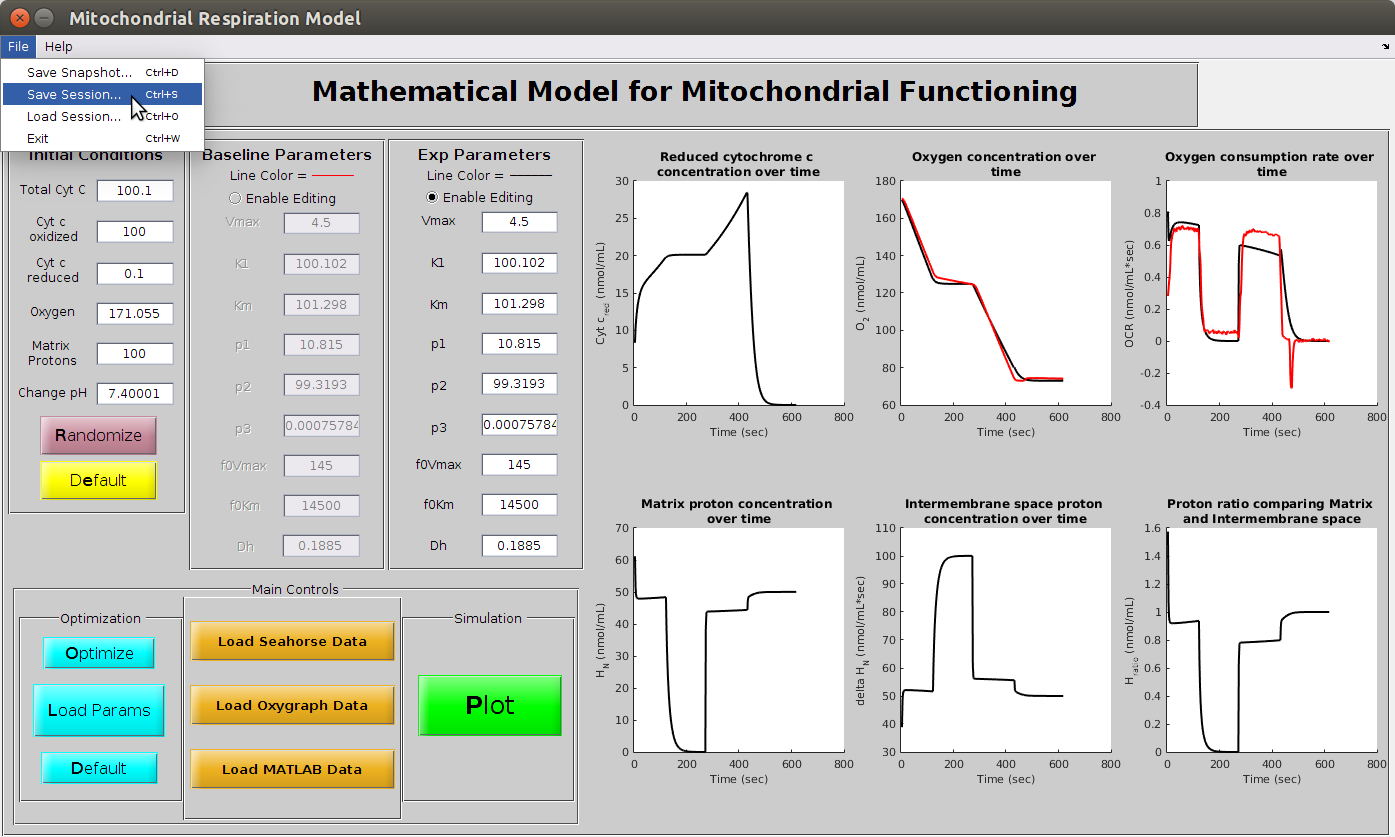 Mitochondrial Respiration Model
File Help
Save Snapshot... Ctrl+D
Save Session... Ctrl+S
Load Session... Ctrl+O
Exit Ctrl+W
Mathematical Model for Mitochondrial Functioning
Initial Conditions
Total Cyt C 100.1
Cyt c
oxidized 100
Cyt c
reduced 0.1
Oxygen 171.055
Matrix
Protons 100
Change pH 7.40001
Randomize
Default
Baseline Parameters
Line Color =
Enable Editing
Vmax 4.5
K1 100.102
Km 101.298
p1 10.815
p2 99.3193
p3 0.00075784
f0Vmax 145
f0Km 14500
Dh 0.1885
Exp Parameters
Line Color =
Enable Editing
Vmax 4.5
K1 100.102
Km 101.298
p1 10.815
p2 99.3193
p3 0.00075784
f0Vmax 145
f0Km 14500
Dh 0.1885
Main Controls
Optimization
Optimize
Load Params
Default
Load Seahorse Data
Load Oxygraph Data
Load MATLAB Data
Simulation
Plot
Reduced cytochrome c
concentration over time
30
25
20
15
10
5
0
Cyt c red (nmol/mL)
0 200 400 600 800
Time (sec)
Oxygen concentration over
time
180
160
140
120
100
80
60
O2 (nmol/mL)
0 200 400 600 800
Time (sec)
Oxygen consumption rate over
time
1
0.8
0.6
0.4
0.2
0
-0.2
-0.4
OCR (nmol/mL*sec)
0 200 400 600 800
Time (sec)
Matrix proton concentration
over time
70
60
50
40
30
20
10
0
HN (nmol/mL)
0 200 400 600 800
Time (sec)
Intermembrane space proton
concentration over time
110
100
90
80
70
60
50
40
30
delta HN (nmol/mL*sec)
0 200 400 600 800
Time (sec)
Proton ratio comparing Matrix
and Intermembrane space
1.6
1.4
1.2
1
0.8
0.6
0.4
0.2
0
H ratio (nmol/mL)
0 200 400 600 800
Time (sec)